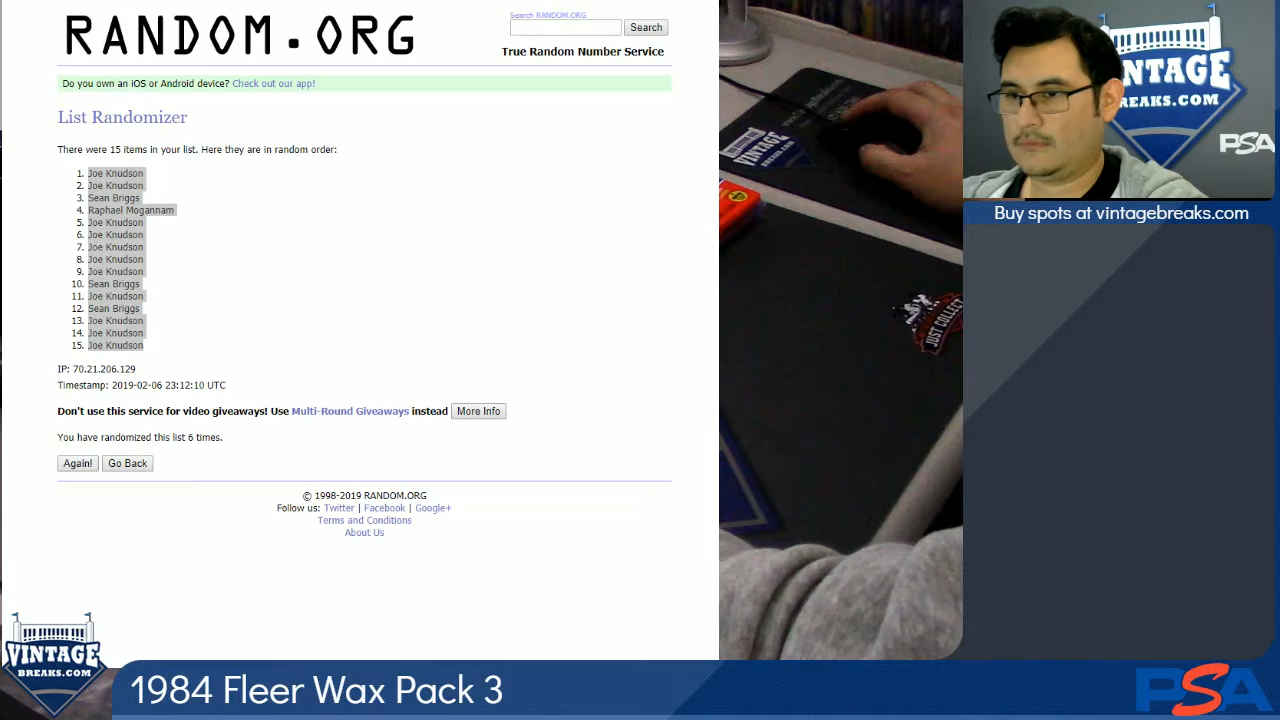 RANDOM.ORG
Search RANDOM.ORG
Search
True Random Number Service
Do you own an iOS or Android device? Check out our app!
List Randomizer
There were 15 items in your list. Here they are in random order:
1. Joe Knudson
2. Joe Knudson
3. Sean Briggs
4. Raphael Mogannam
5. Joe Knudson
6. Joe Knudson
7. Joe Knudson
8. Joe Knudson
9. Joe Knudson
10. Sean Briggs
11. Joe Knudson
12. Sean Briggs
13. Joe Knudson
14. Joe Knudson
15. Joe Knudson
IP: 70.21.206.129
Timestamp: 2019-02-06 23:12:10 UTC
Don't use this service for video giveaways! Use Multi-Round Giveaways instead More Info
You have randomized this list 6 times.
Again! Go Back
© 1998-2019 RANDOM.ORG
Follow us: Twitter | Facebook | Google+
Terms and Conditions
About Us
VINTAGE
BREAKS.COM
JUST COLLECT
PSA
Buy spots at vintagebreaks.com
VINTAGE
BREAKS.COM
1984 Fleer Wax Pack 3
PSA